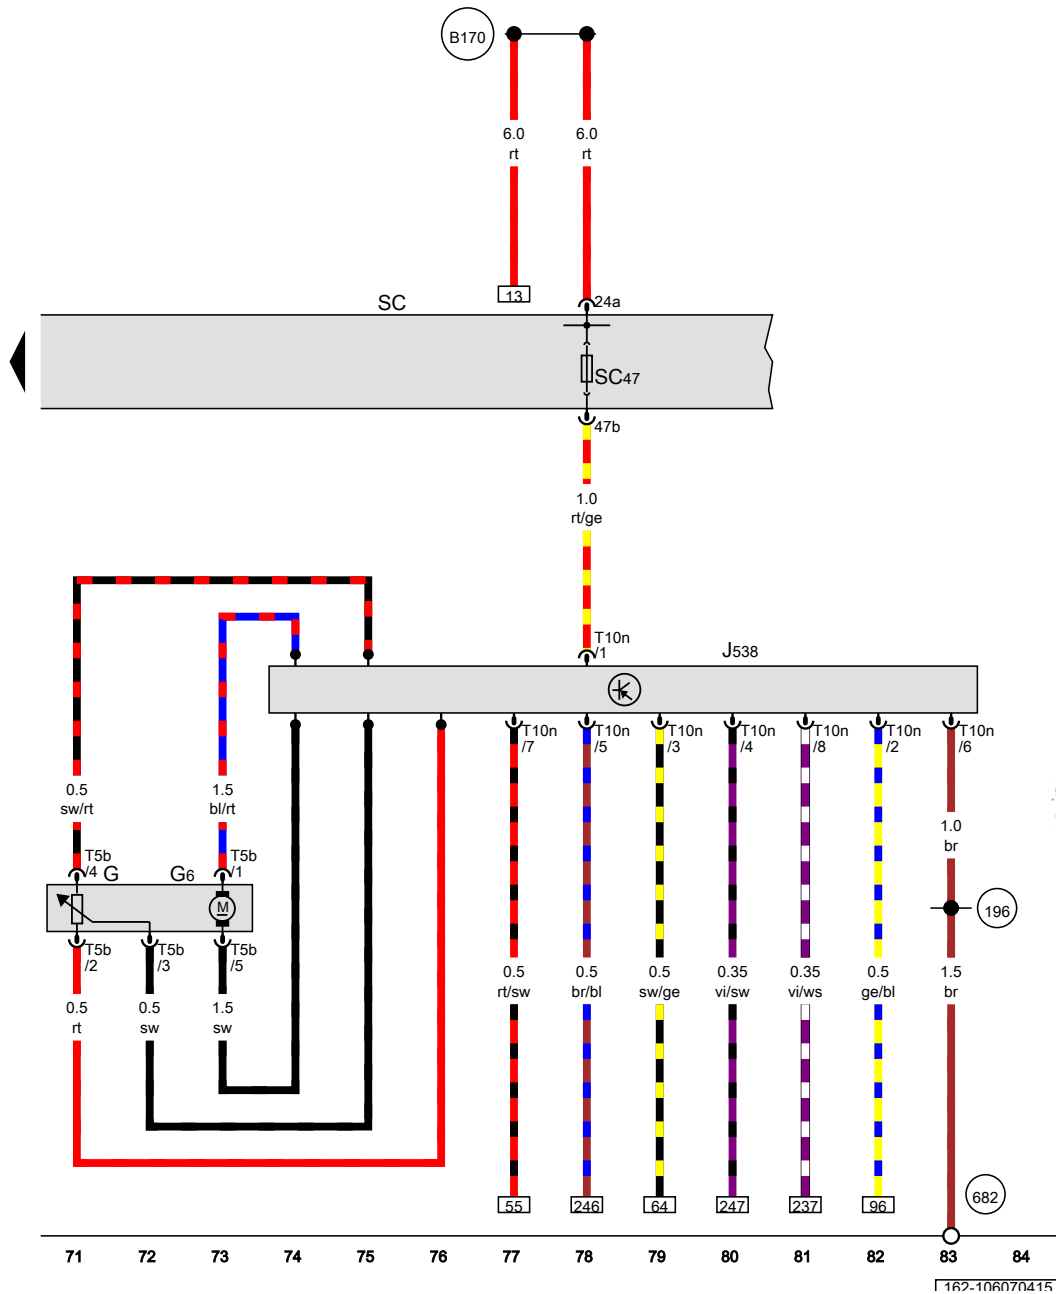 B170
6.0
rt
6.0
rt
13
24a
SC
SC47
47b
1.0
rt/ge
T10n
/1
J538
T10n
/7
T10n
/5
T10n
/3
T10n
/4
T10n
/8
T10n
/2
T10n
/6
0.5
sw/rt
1.5
bl/rt
1.0
br
T5b
/4
G
G6
T5b
/1
M
196
T5b
/2
T5b
/3
T5b
/5
0.5
rt
0.5
sw
1.5
sw
0.5
rt/sw
0.5
br/bl
0.5
sw/ge
0.35
vi/sw
0.35
vi/ws
0.5
ge/bl
1.5
br
55
246
64
247
237
96
682
71 72 73 74 75 76 77 78 79 80 81 82 83 84
162-106070415